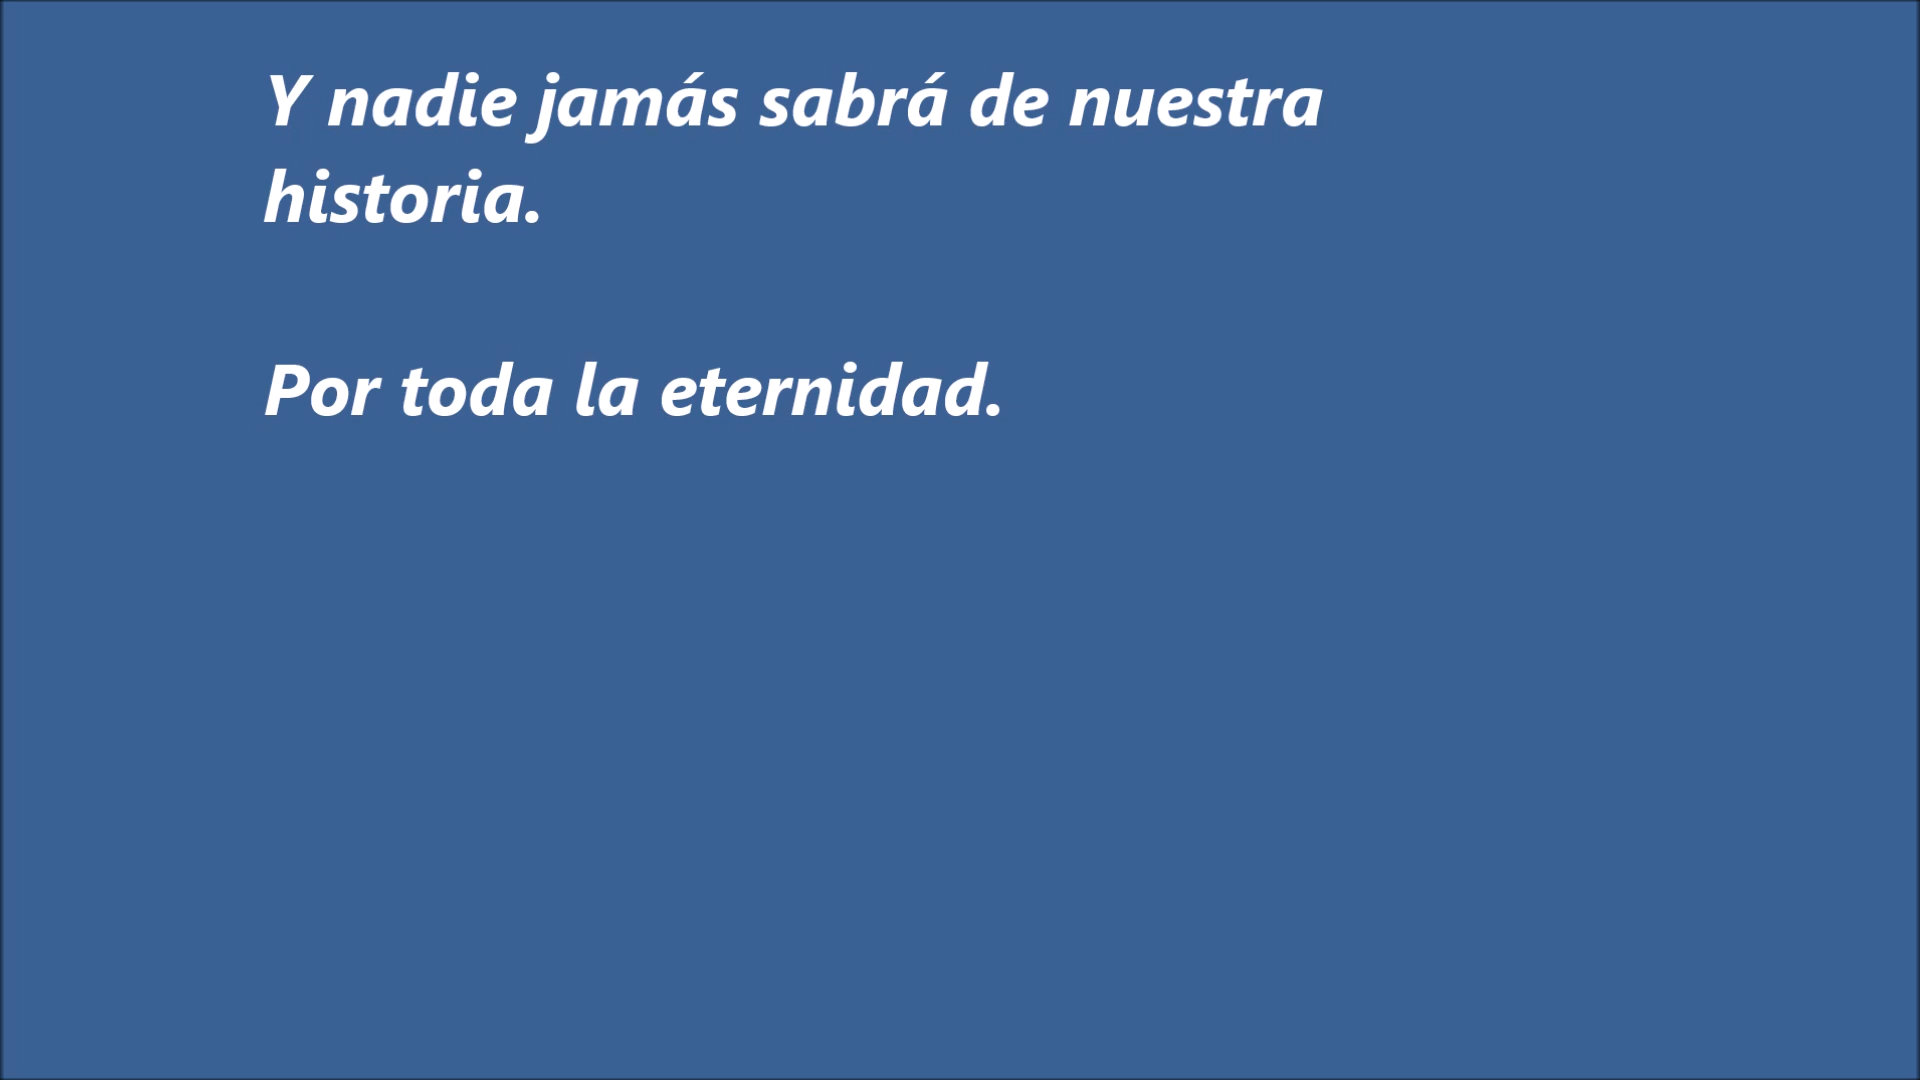 Y nadie jamás sabrá de nuestra
historia.
Por toda la eternidad.